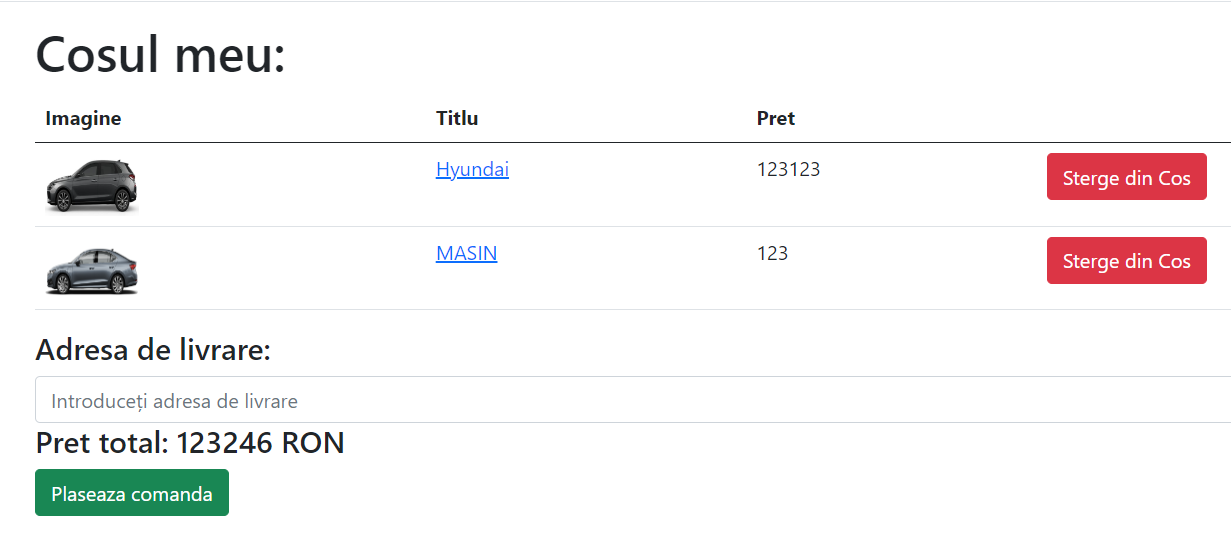 Cosul meu:
Imagine Titlu Pret
Hyundai 123123 Sterge din Cos
MASIN 123 Sterge din Cos
Adresa de livrare:
Introduceți adresa de livrare
Pret total: 123246 RON
Plaseaza comanda